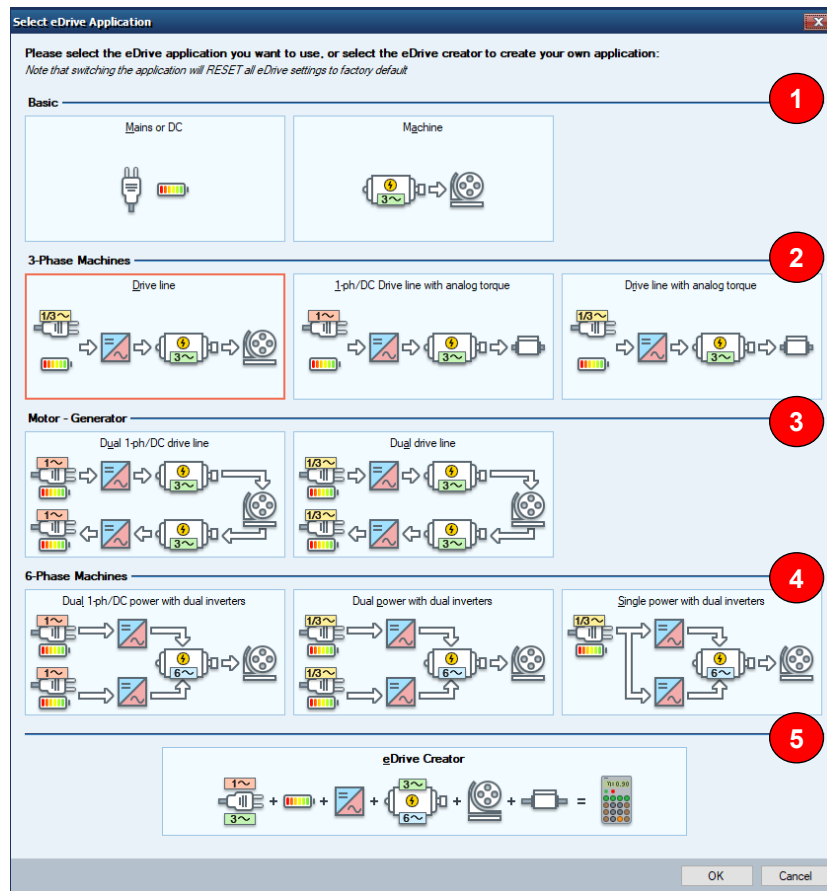 Select eDrive Application
X
Please select the eDrive application you want to use, or select the eDrive creator to create your own application:
Note that switching the application will RESET all eDrive settings to factory default
Basic
1
Mains or DC
Machine
3~
3-Phase Machines
2
Drive line
1-ph/DC Drive line with analog torque
Drive line with analog torque
1/3~
1~
1/3~
3~
3~
3~
Motor - Generator
3
Dual 1-ph/DC drive line
Dual drive line
1~
1/3~
3~
3~
1~
1/3~
3~
3~
6-Phase Machines
4
Dual 1-ph/DC power with dual inverters
Dual power with dual inverters
Single power with dual inverters
1~
1/3~
1/3~
6~
6~
6~
1~
1/3~
5
eDrive Creator
1~
3~
+ + + + + =
3~
6~
OK
Cancel